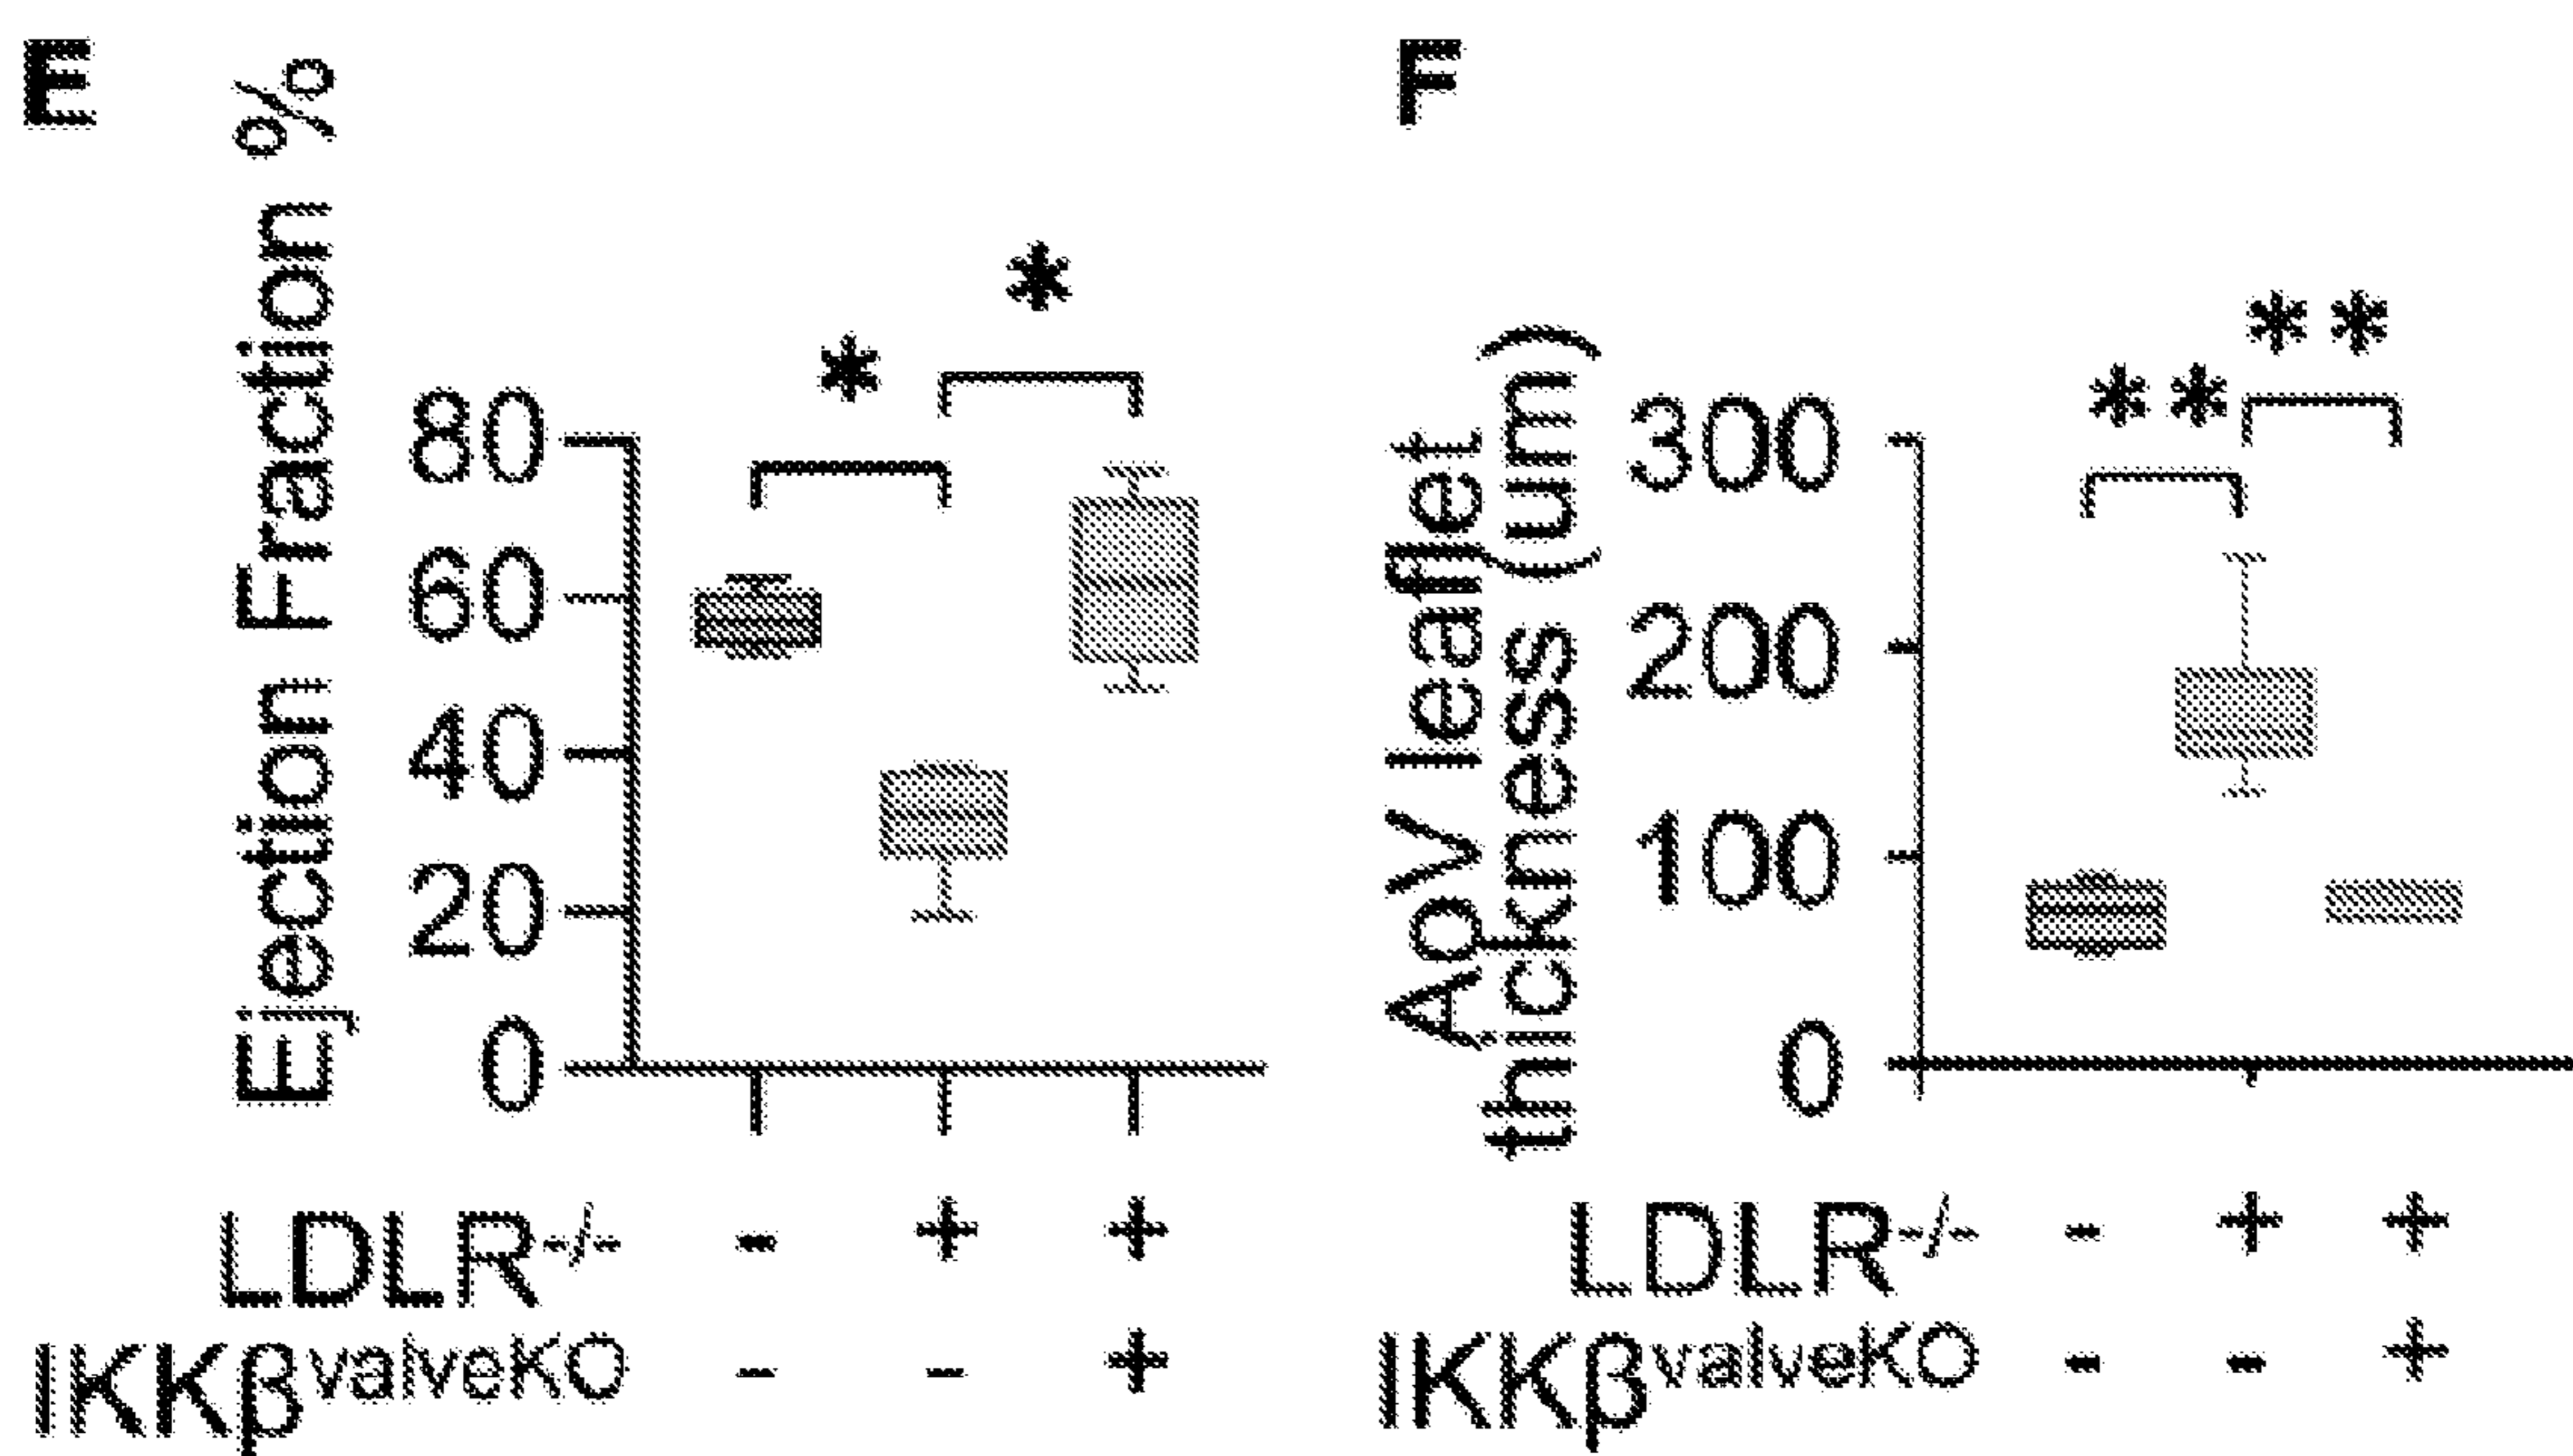 E
Ejection Fraction %
*
*
80
60
40
20
0
LDLR-/- - + +
IKKβvalveKO - - +
F
AoV leaflet
thickness (um)
**
**
300
200
100
0
LDLR-/- - + +
IKKβvalveKO - - +